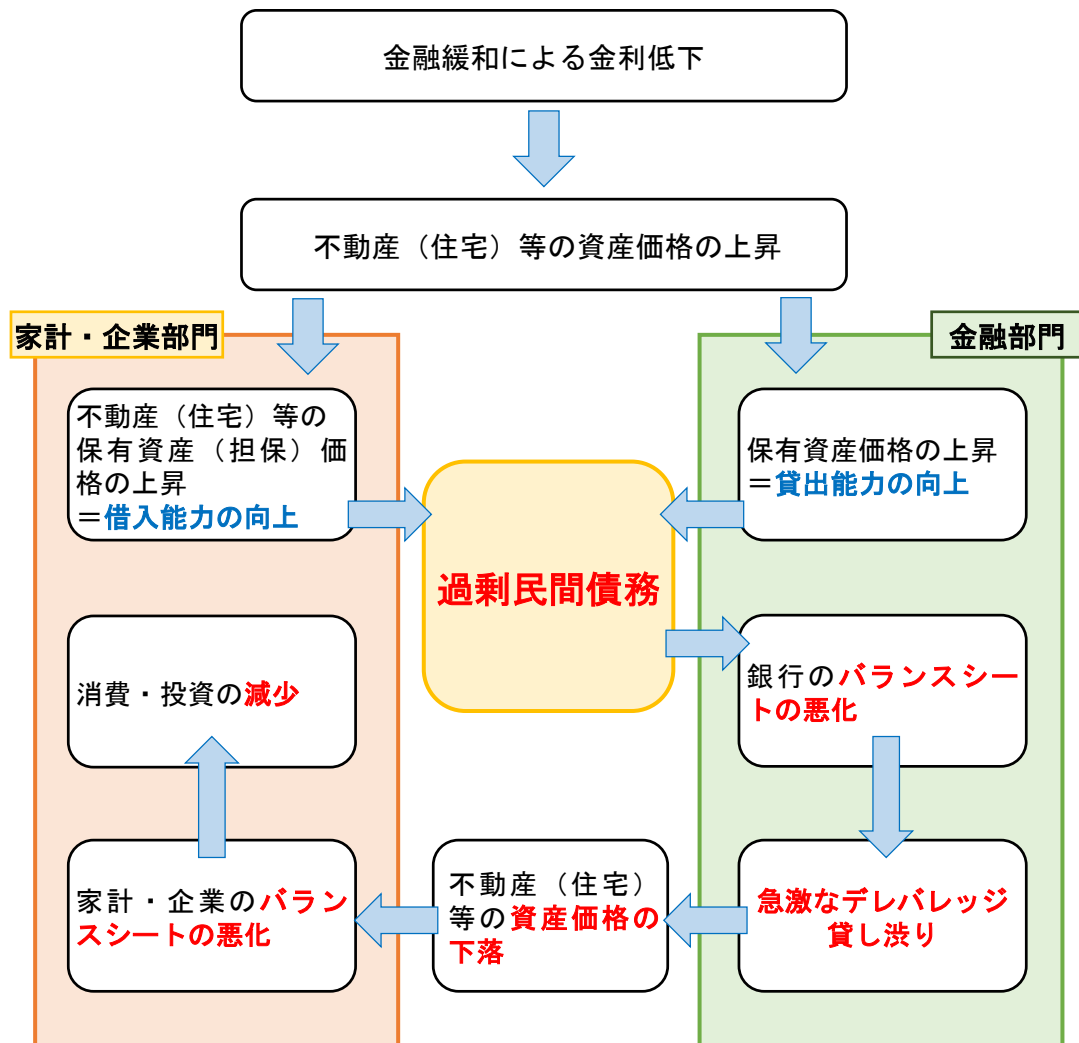 金融緩和による金利低下
不動産（住宅）等の資産価格の上昇
家計・企業部門
金融部門
不動産（住宅）等の
保有資産（担保）価
格の上昇
＝借入能力の向上
保有資産価格の上昇
＝貸出能力の向上
過剰民間債務
消費・投資の減少
銀行のバランスシー
トの悪化
家計・企業のバラン
スシートの悪化
不動産（住宅）
等の資産価格の
下落
急激なデレバレッジ
貸し渋り